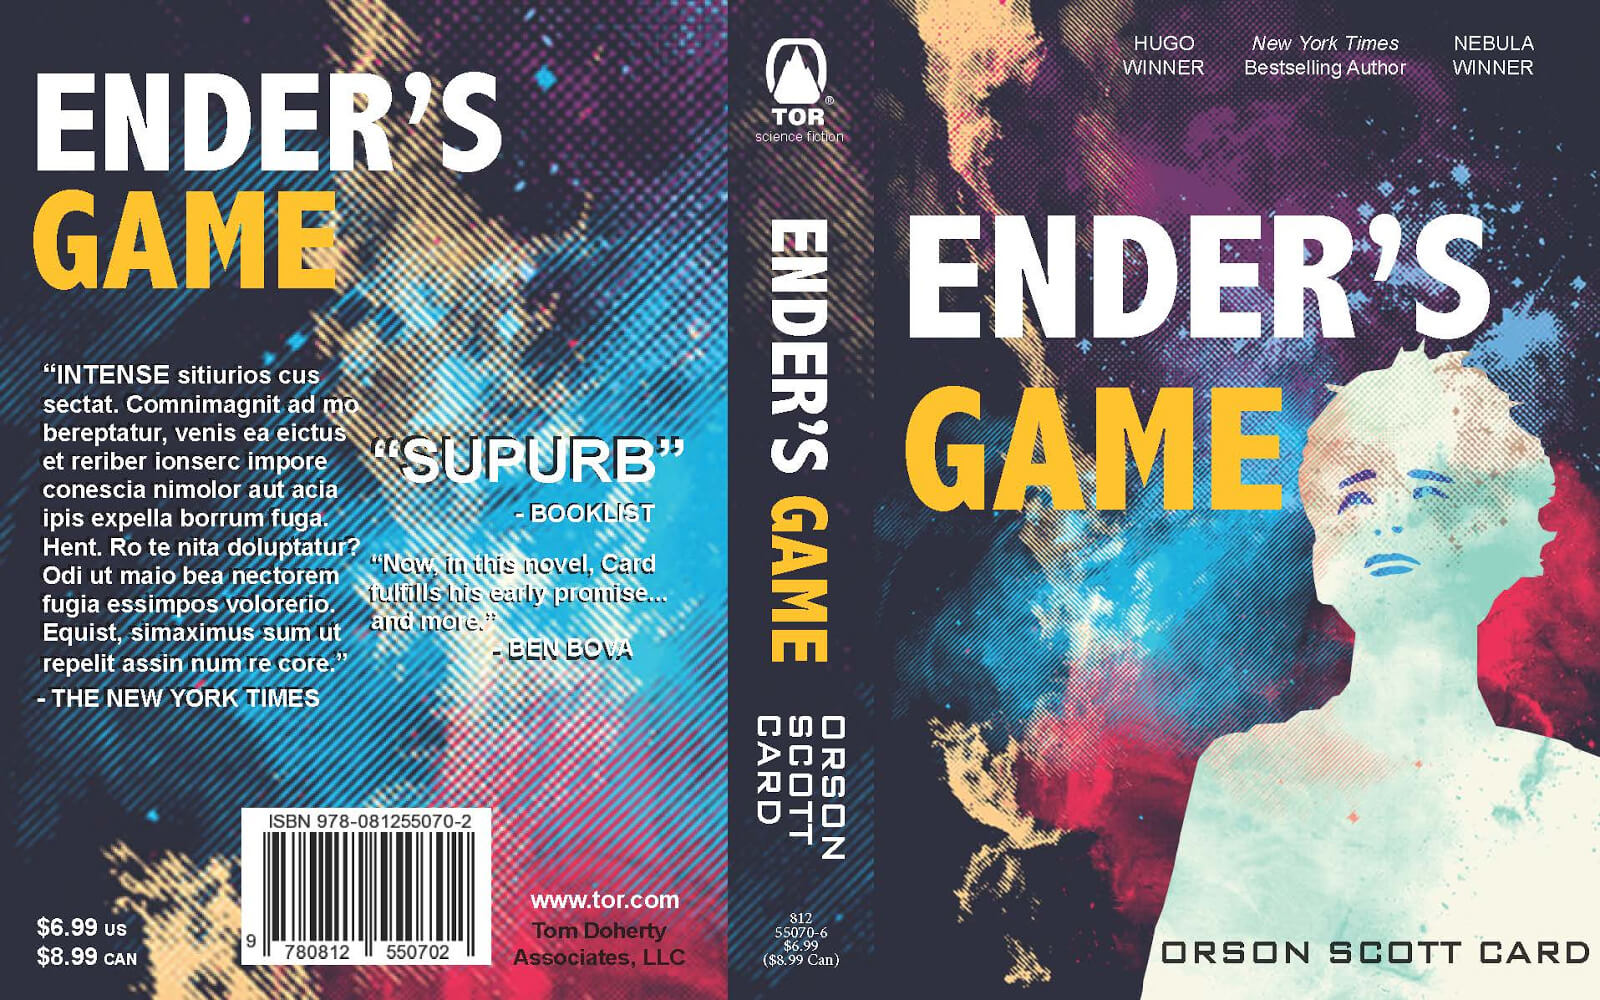 ENDER’S
GAME
“INTENSE sitiurios cus
sectat. Comnimagnit ad mo
bereptatur, venis ea eictus
et reriber ionserc impore
conescia nimolor aut acia
ipis expella borrum fuga.
Hent. Ro te nita doluptatur?
Odi ut maio bea nectorem
fugia essimpos volorerio.
Equist, simaximus sum ut
repelit assin num re core.”
- THE NEW YORK TIMES
“SUPURB”
- BOOKLIST
“Now, in this novel, Card
fulfills his early promise...
and more.”
- BEN BOVA
ISBN 978-081255070-2
9 780812 550702
$6.99 US
$8.99 CAN
www.tor.com
Tom Doherty
Associates, LLC
TOR®
science fiction
ENDER’S GAME
ORSON
SCOTT
CARD
812
55070-6
$6.99
($8.99 Can)
HUGO
WINNER
New York Times
Bestselling Author
NEBULA
WINNER
ENDER’S
GAME
ORSON SCOTT CARD